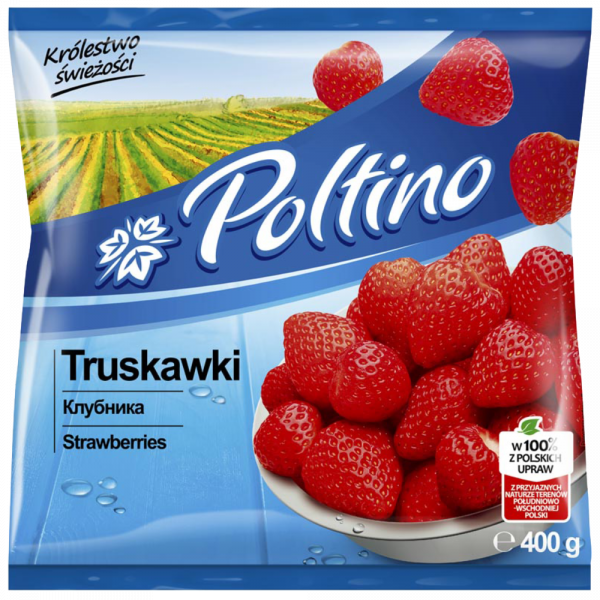 Królestwo
świeżości
Poltino
Truskawki
Клубника
Strawberries
W 100%
Z POLSKICH
UPRAW
Z PRZYJAZNYCH
NATURZE TERENÓW
POŁUDNIOWO
-WSCHODNIEJ
POLSKI
℮ 400 g